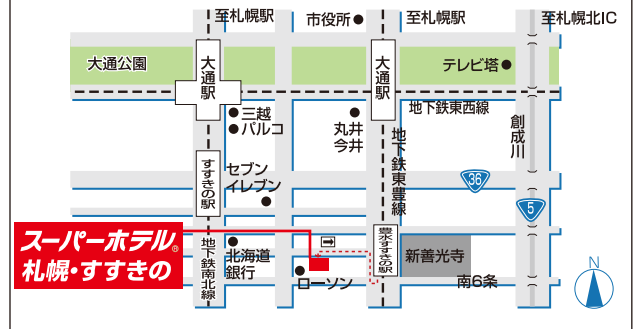 至札幌駅
市役所
至札幌駅
至札幌北IC
大通公園
大通駅
大通駅
テレビ塔
地下鉄東西線
三越
パルコ
丸井
今井
地下鉄東豊線
創成川
すすきの駅
セブン
イレブン
36
5
スーパーホテル®
札幌・すすきの
地下鉄南北線
北海道
銀行
ローソン
豊水すすきの駅
新善光寺
南6条
N